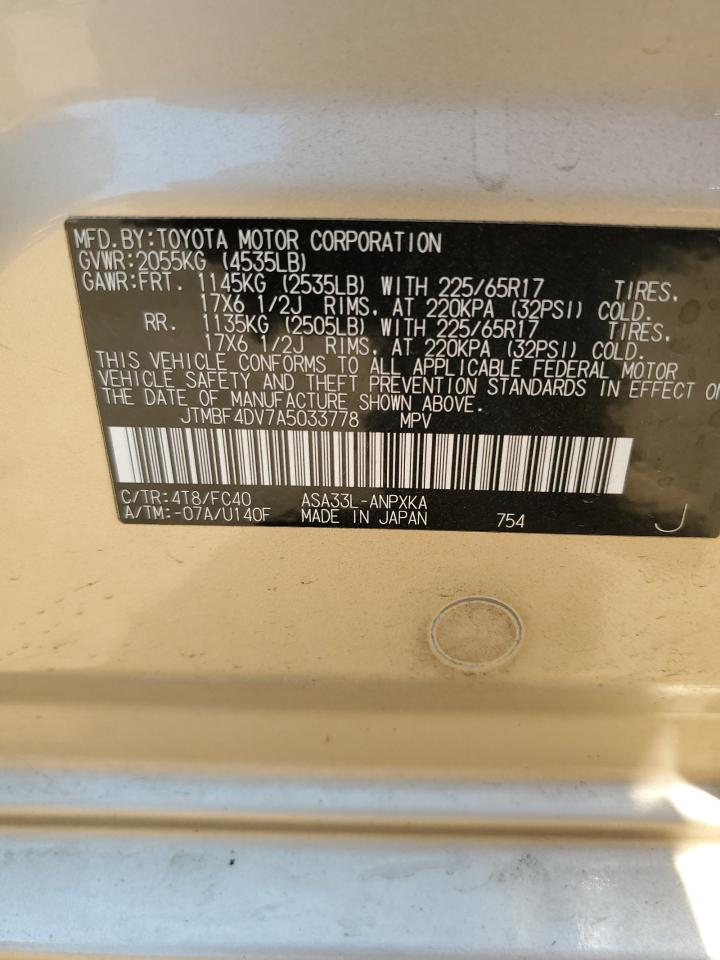 MFD.BY:TOYOTA MOTOR CORPORATION
GVWR:2055KG (4535LB)
GAWR:FRT. 1145KG (2535LB) WITH 225/65R17 TIRES,
17X6 1/2J RIMS, AT 220KPA (32PSI) COLD.
RR. 1135KG (2505LB) WITH 225/65R17 TIRES,
17X6 1/2J RIMS, AT 220KPA (32PSI) COLD.
THIS VEHICLE CONFORMS TO ALL APPLICABLE FEDERAL MOTOR
VEHICLE SAFETY AND THEFT PREVENTION STANDARDS IN EFFECT ON
THE DATE OF MANUFACTURE SHOWN ABOVE.
JTMBF4DV7A5033778 MPV
C/TR:4T8/FC40 ASA33L-ANPXKA
A/TM:-07A/U140F MADE IN JAPAN 754 J